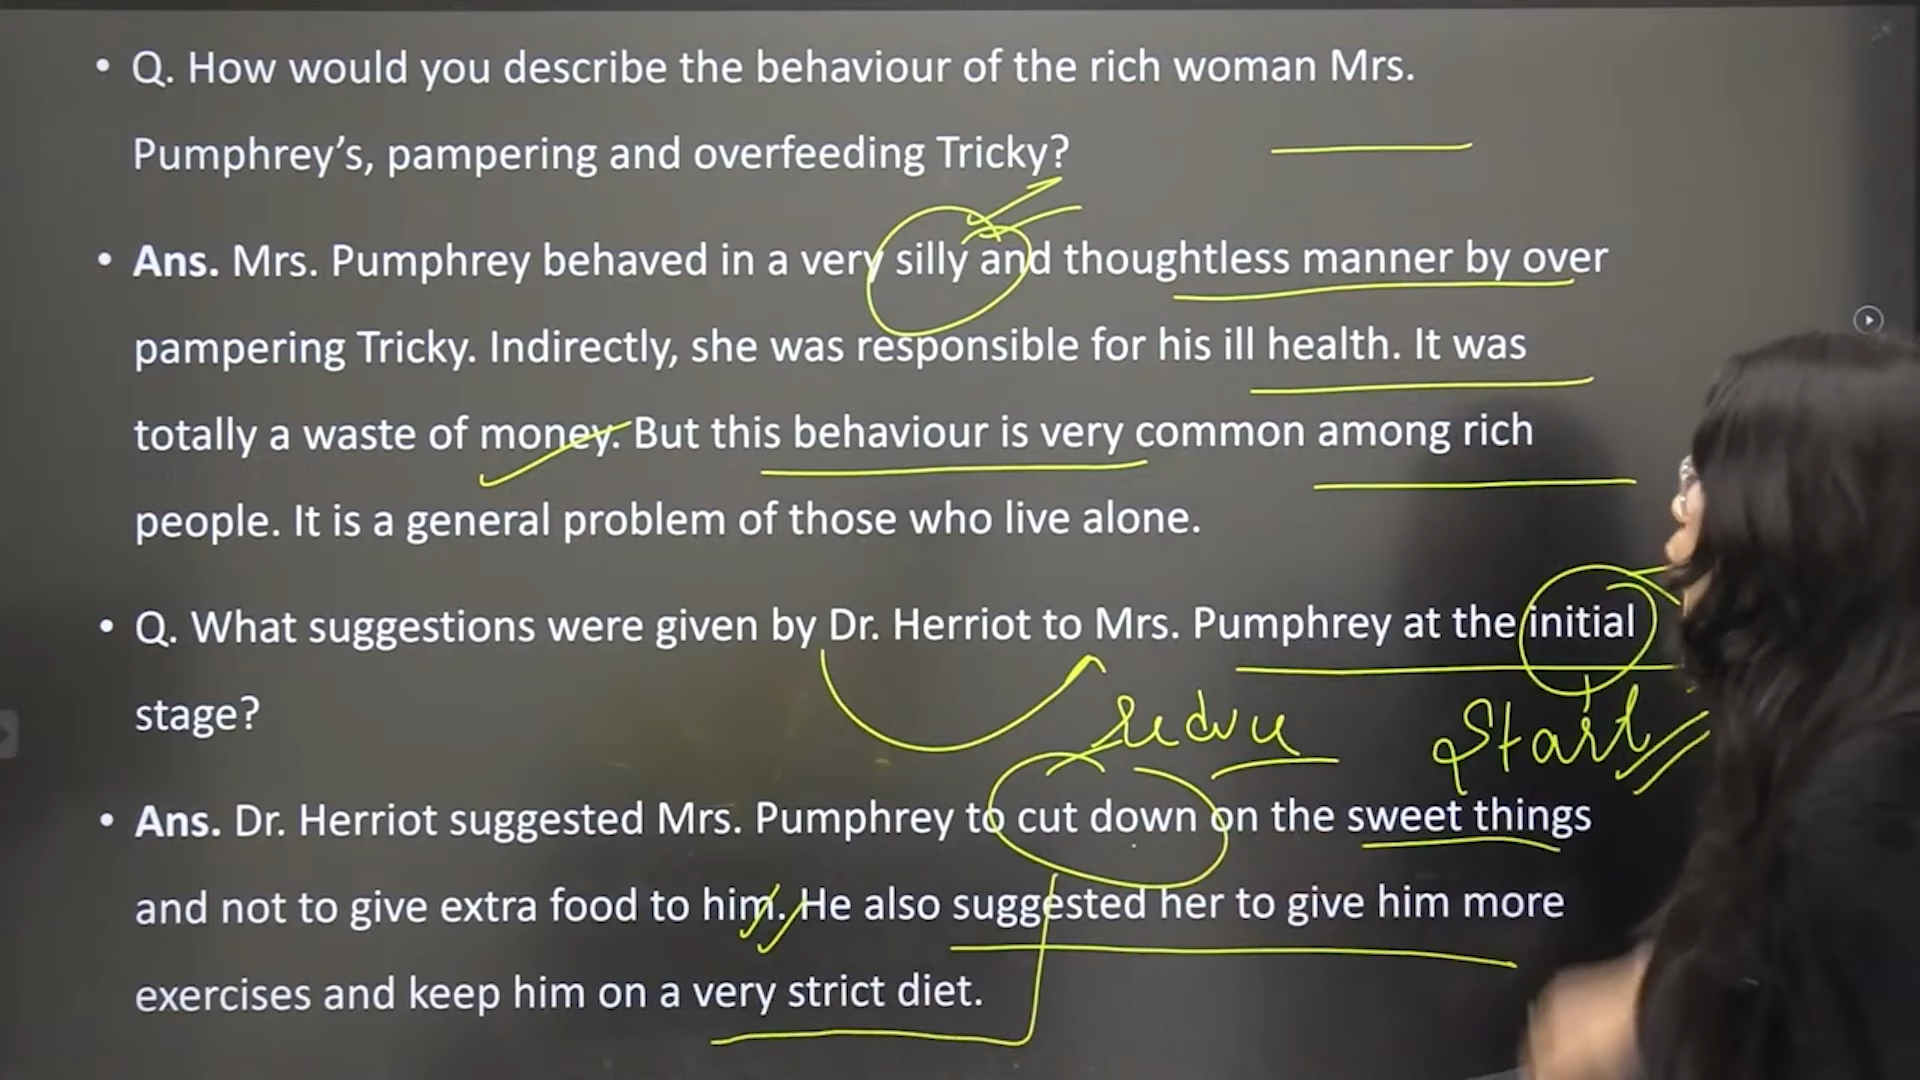 • Q. How would you describe the behaviour of the rich woman Mrs.
Pumphrey’s, pampering and overfeeding Tricky?
• Ans. Mrs. Pumphrey behaved in a very silly and thoughtless manner by over
pampering Tricky. Indirectly, she was responsible for his ill health. It was
totally a waste of money. But this behaviour is very common among rich
people. It is a general problem of those who live alone.
• Q. What suggestions were given by Dr. Herriot to Mrs. Pumphrey at the initial
stage?
reduce
Start
• Ans. Dr. Herriot suggested Mrs. Pumphrey to cut down on the sweet things
and not to give extra food to him. He also suggested her to give him more
exercises and keep him on a very strict diet.